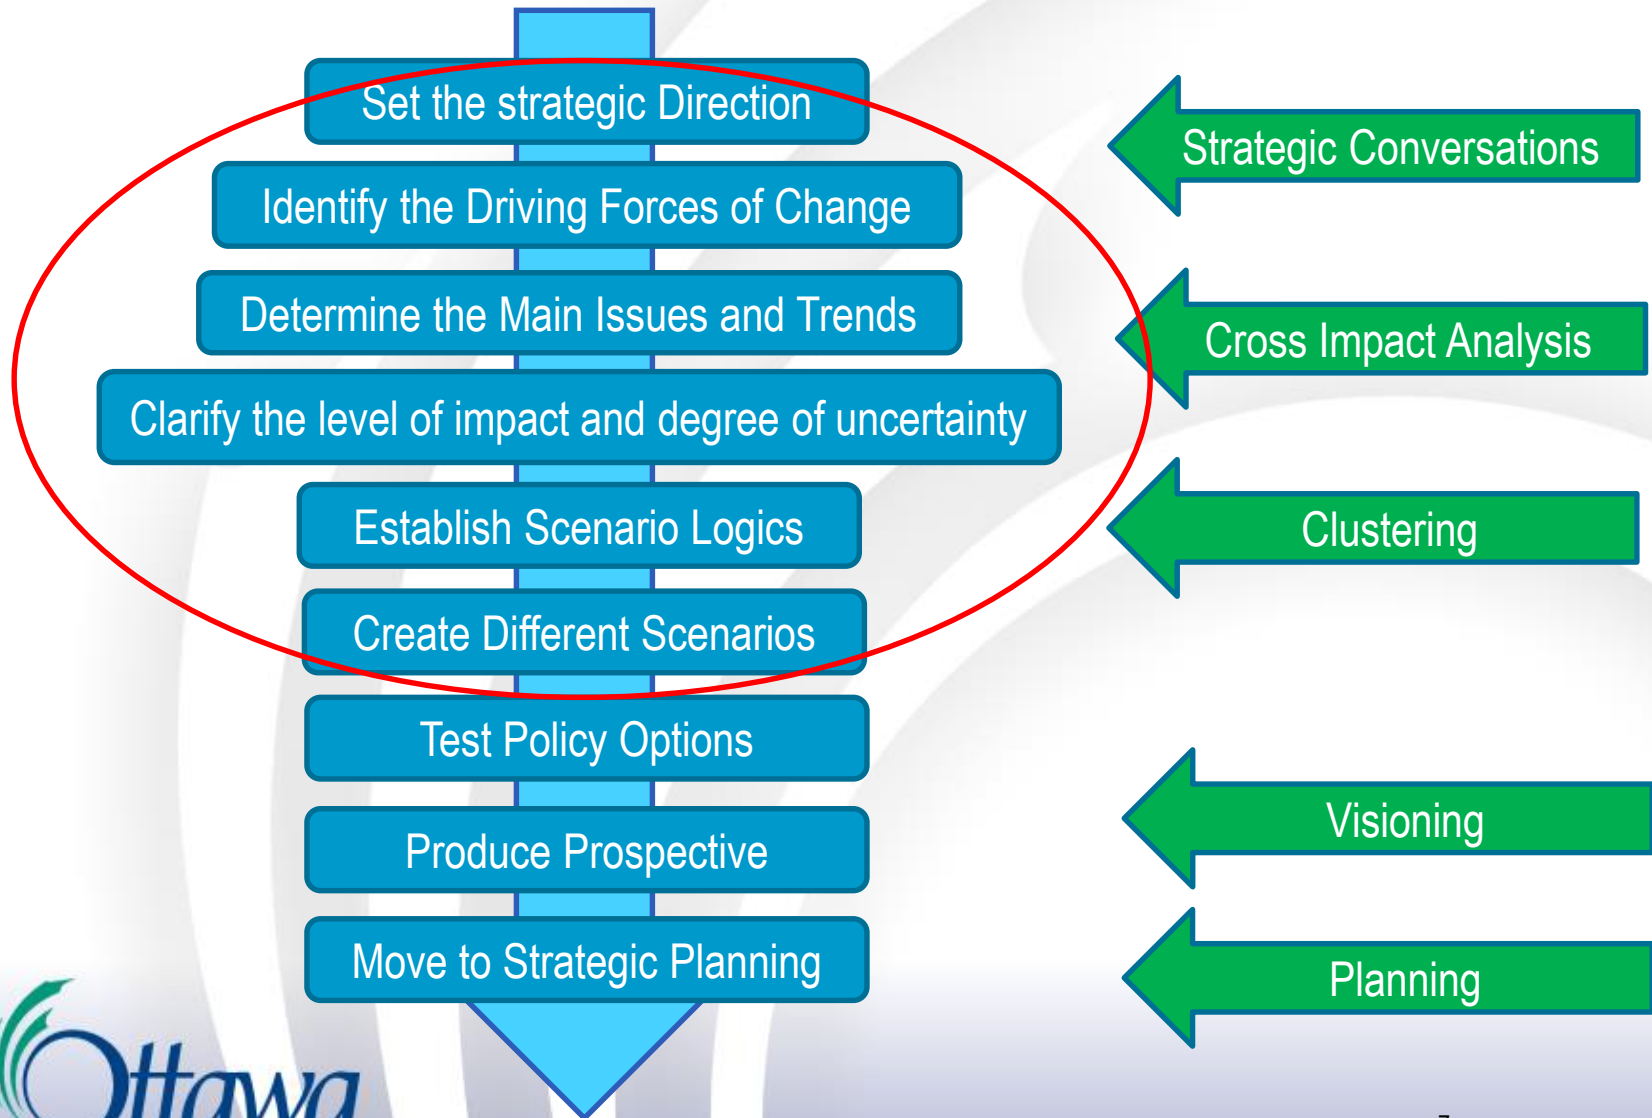 Set the strategic Direction
Strategic Conversations
Identify the Driving Forces of Change
Determine the Main Issues and Trends
Cross Impact Analysis
Clarify the level of impact and degree of uncertainty
Establish Scenario Logics
Clustering
Create Different Scenarios
Test Policy Options
Visioning
Produce Prospective
Move to Strategic Planning
Planning
Ottawa